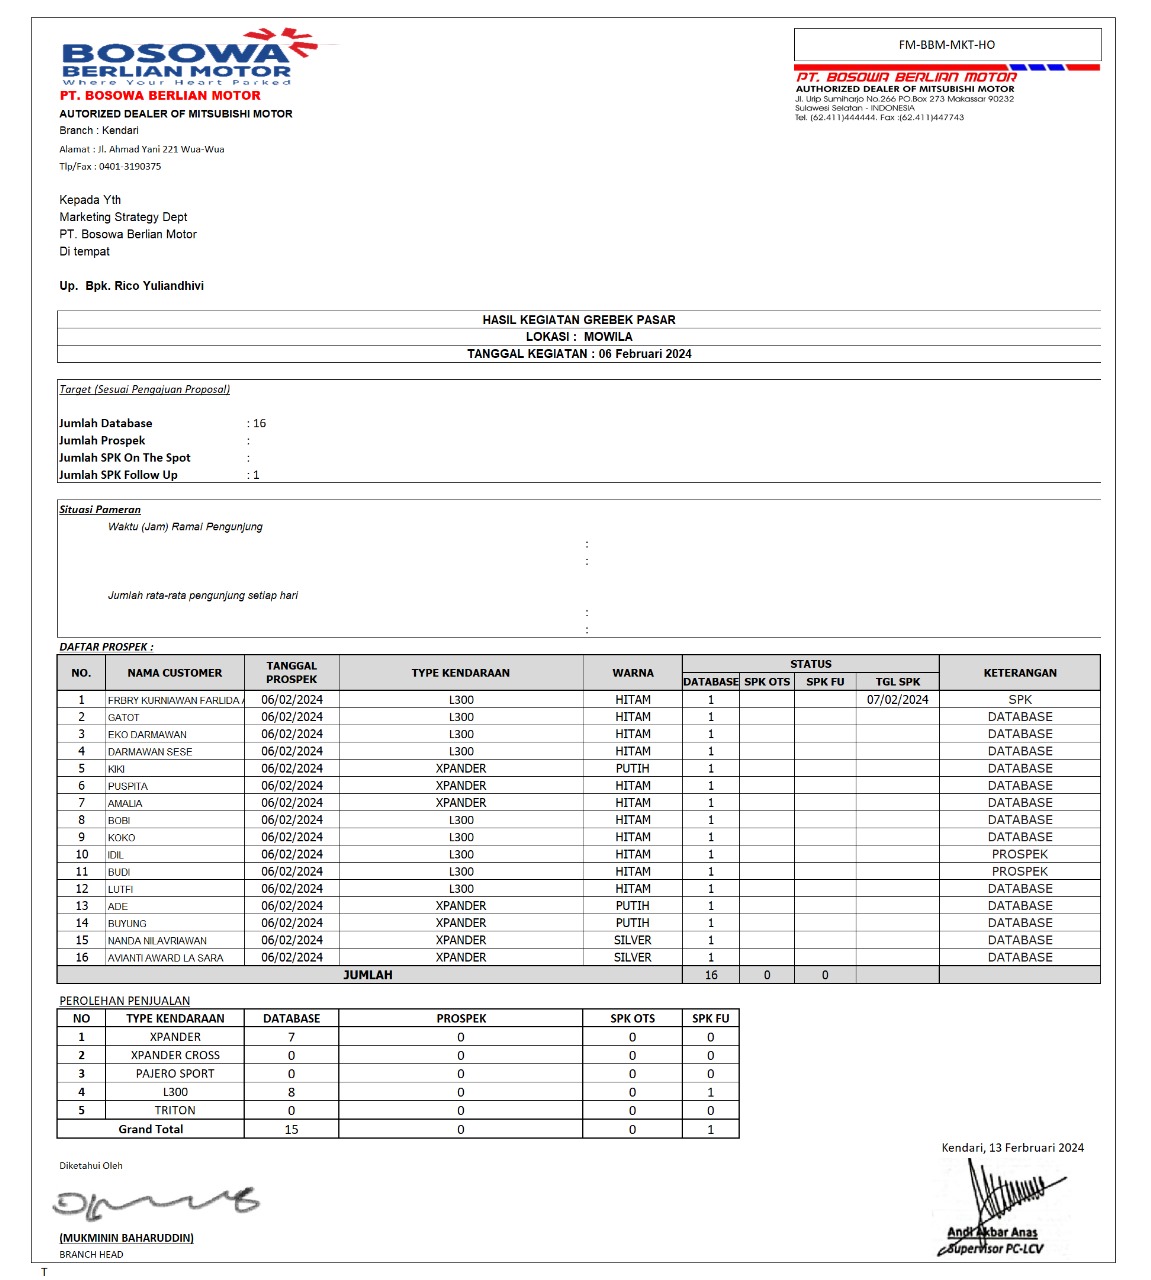 BOSOWA
BERLIAN MOTOR
Where Your Heart Parked
PT. BOSOWA BERLIAN MOTOR
AUTORIZED DEALER OF MITSUBISHI MOTOR
Branch : Kendari
Alamat : Jl. Ahmad Yani 221 Wua-Wua
Tlp/Fax : 0401-3190375
FM-BBM-MKT-HO
PT. BOSOWA BERLIAN MOTOR
AUTHORIZED DEALER OF MITSUBISHI MOTOR
Jl. Urip Sumiharjo No.266 PO.Box 273 Makassar 90232
Sulawesi Selatan - INDONESIA
Tel. (62.411)444444. Fax :(62.411)447743
Kepada Yth
Marketing Strategy Dept
PT. Bosowa Berlian Motor
Di tempat
Up. Bpk. Rico Yuliandhivi
HASIL KEGIATAN GREBEK PASAR
LOKASI : MOWILA
TANGGAL KEGIATAN : 06 Februari 2024
Target (Sesuai Pengajuan Proposal)
Jumlah Database : 16
Jumlah Prospek :
Jumlah SPK On The Spot :
Jumlah SPK Follow Up : 1
Situasi Pameran
Waktu (Jam) Ramai Pengunjung
:
:
Jumlah rata-rata pengunjung setiap hari
:
:
DAFTAR PROSPEK :
NO. NAMA CUSTOMER TANGGAL PROSPEK TYPE KENDARAAN WARNA STATUS KETERANGAN
DATABASE SPK OTS SPK FU TGL SPK
1 FRBRY KURNIAWAN FARLIDA 06/02/2024 L300 HITAM 1 07/02/2024 SPK
2 GATOT 06/02/2024 L300 HITAM 1 DATABASE
3 EKO DARMAWAN 06/02/2024 L300 HITAM 1 DATABASE
4 DARMAWAN SESE 06/02/2024 L300 HITAM 1 DATABASE
5 KIKI 06/02/2024 XPANDER PUTIH 1 DATABASE
6 PUSPITA 06/02/2024 XPANDER HITAM 1 DATABASE
7 AMALIA 06/02/2024 XPANDER HITAM 1 DATABASE
8 BOBI 06/02/2024 L300 HITAM 1 DATABASE
9 KOKO 06/02/2024 L300 HITAM 1 DATABASE
10 IDIL 06/02/2024 L300 HITAM 1 PROSPEK
11 BUDI 06/02/2024 L300 HITAM 1 PROSPEK
12 LUTFI 06/02/2024 L300 HITAM 1 DATABASE
13 ADE 06/02/2024 XPANDER PUTIH 1 DATABASE
14 BUYUNG 06/02/2024 XPANDER PUTIH 1 DATABASE
15 NANDA NILAVRIAWAN 06/02/2024 XPANDER SILVER 1 DATABASE
16 AVIANTI AWARD LA SARA 06/02/2024 XPANDER SILVER 1 DATABASE
JUMLAH 16 0 0
PEROLEHAN PENJUALAN
NO TYPE KENDARAAN DATABASE PROSPEK SPK OTS SPK FU
1 XPANDER 7 0 0 0
2 XPANDER CROSS 0 0 0 0
3 PAJERO SPORT 0 0 0 0
4 L300 8 0 0 1
5 TRITON 0 0 0 0
Grand Total 15 0 0 1
Kendari, 13 Ferbruari 2024
Diketahui Oleh
(MUKMININ BAHARUDDIN)
BRANCH HEAD
Andi Akbar Anas
Supervisor PC-LCV
T